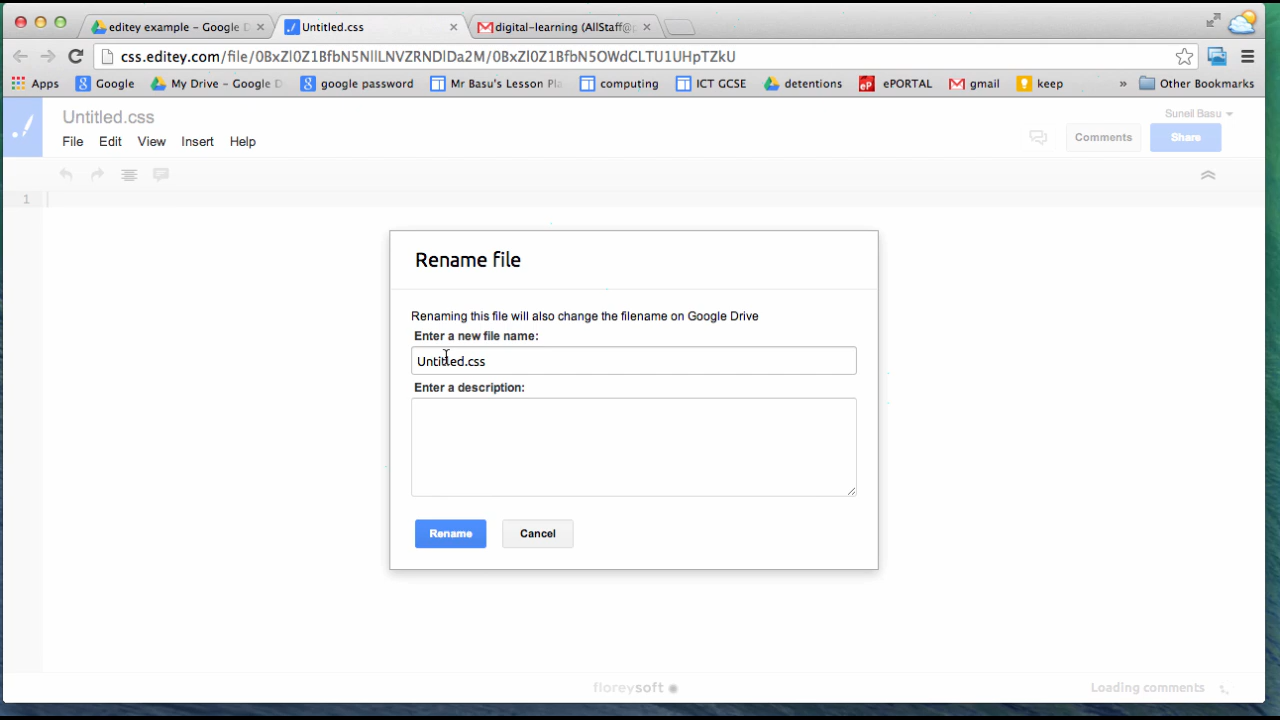 editey example - Google D
Untitled.css
digital-learning (AllStaff@
css.editey.com/file/0BxZl0Z1BfbN5NllLNVZRNDlDa2M/0BxZl0Z1BfbN5OWdCLTU1UHpTZkU
Apps
Google
My Drive - Google D
google password
Mr Basu's Lesson Pla
computing
ICT GCSE
detentions
ePORTAL
gmail
keep
»
Other Bookmarks
Untitled.css
Suneil Basu
File Edit View Insert Help
Comments
Share
1
Rename file
Renaming this file will also change the filename on Google Drive
Enter a new file name:
Untitled.css
Enter a description:
Rename
Cancel
floreysoft
Loading comments